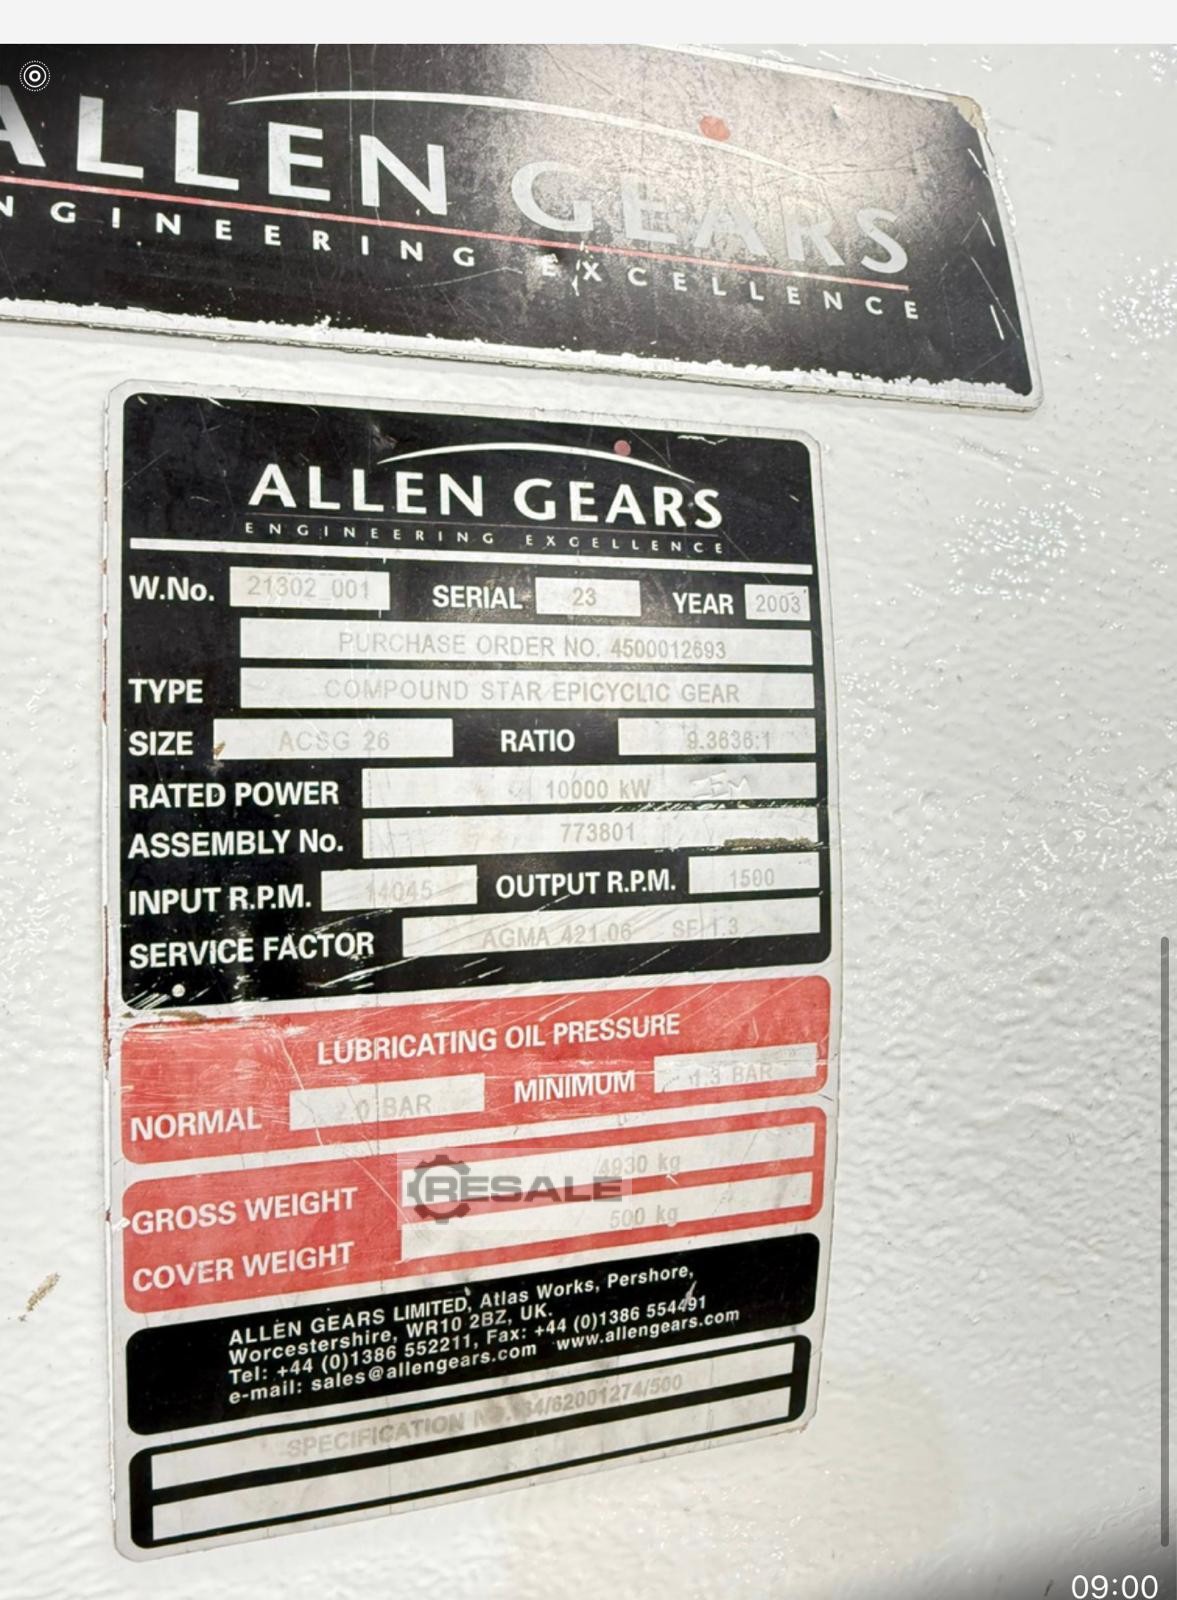 ALLEN GEARS
ENGINEERING EXCELLENCE
ALLEN GEARS
ENGINEERING EXCELLENCE
W.No. 21302 001 SERIAL 23 YEAR 2003
PURCHASE ORDER NO. 4500012693
TYPE COMPOUND STAR EPICYCLIC GEAR
SIZE ACSG 26 RATIO 9.3636:1
RATED POWER 10000 kW
ASSEMBLY No. 773801
INPUT R.P.M. 14045 OUTPUT R.P.M. 1500
SERVICE FACTOR AGMA 421.06 SF 1.3
LUBRICATING OIL PRESSURE
NORMAL 2.0 BAR MINIMUM 1.3 BAR
GROSS WEIGHT 4930 kg
RESALE
COVER WEIGHT 500 kg
ALLEN GEARS LIMITED, Atlas Works, Pershore,
Worcestershire, WR10 2BZ, UK.
Tel: +44 (0)1386 552211, Fax: +44 (0)1386 554491
e-mail: sales@allengears.com www.allengears.com
SPECIFICATION 34/62001274/500
09:00